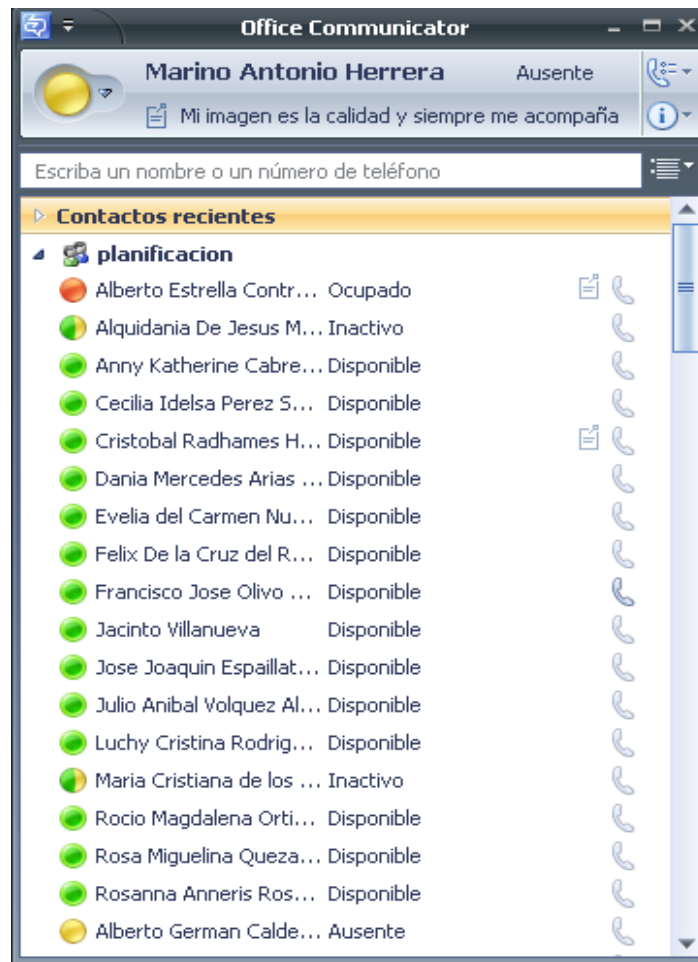 Office Communicator
Marino Antonio Herrera Ausente
Mi imagen es la calidad y siempre me acompaña
Escriba un nombre o un número de teléfono
Contactos recientes
planificacion
Alberto Estrella Contr... Ocupado
Alquidania De Jesus M... Inactivo
Anny Katherine Cabre... Disponible
Cecilia Idelsa Perez S... Disponible
Cristobal Radhames H... Disponible
Dania Mercedes Arias ... Disponible
Evelia del Carmen Nu... Disponible
Felix De la Cruz del R... Disponible
Francisco Jose Olivo ... Disponible
Jacinto Villanueva Disponible
Jose Joaquin Espaillat... Disponible
Julio Anibal Volquez Al... Disponible
Luchy Cristina Rodrig... Disponible
Maria Cristiana de los ... Inactivo
Rocio Magdalena Orti... Disponible
Rosa Miguelina Queza... Disponible
Rosanna Anneris Ros... Disponible
Alberto German Calde... Ausente